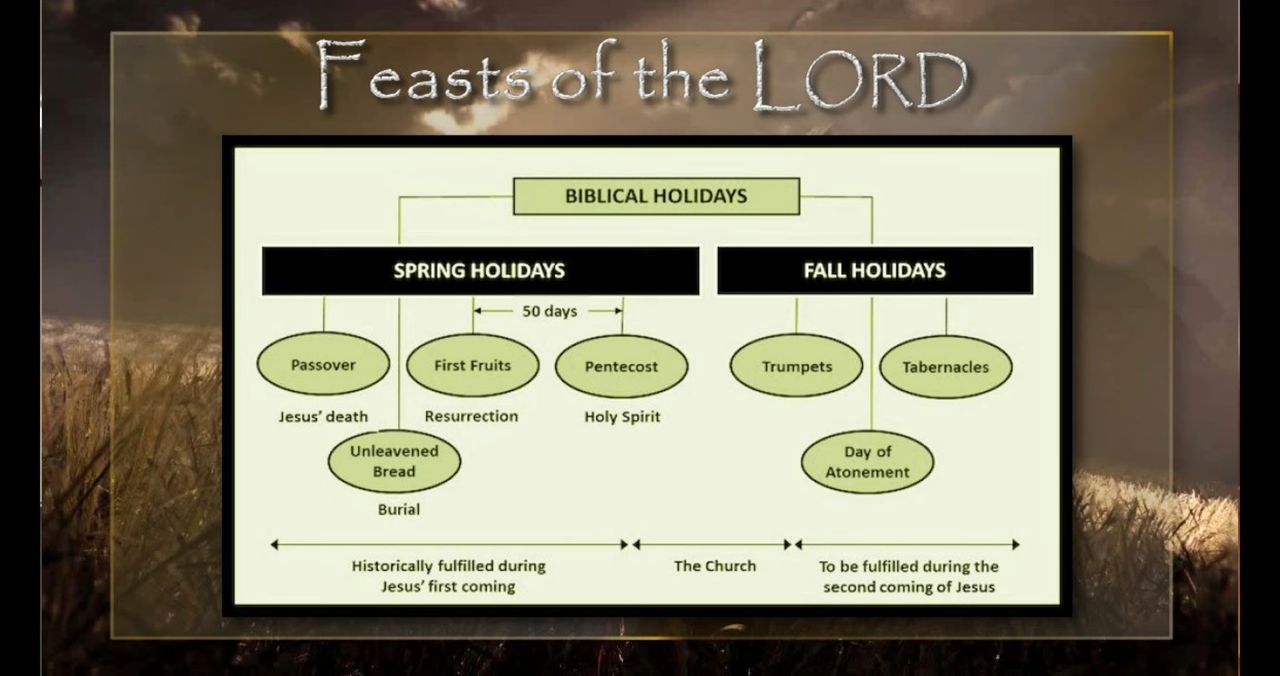 Feasts of the LORD
BIBLICAL HOLIDAYS
SPRING HOLIDAYS
FALL HOLIDAYS
50 days
Passover
First Fruits
Pentecost
Trumpets
Tabernacles
Jesus' death
Resurrection
Holy Spirit
Unleavened
Bread
Day of
Atonement
Burial
Historically fulfilled during
Jesus' first coming
The Church
To be fulfilled during the
second coming of Jesus